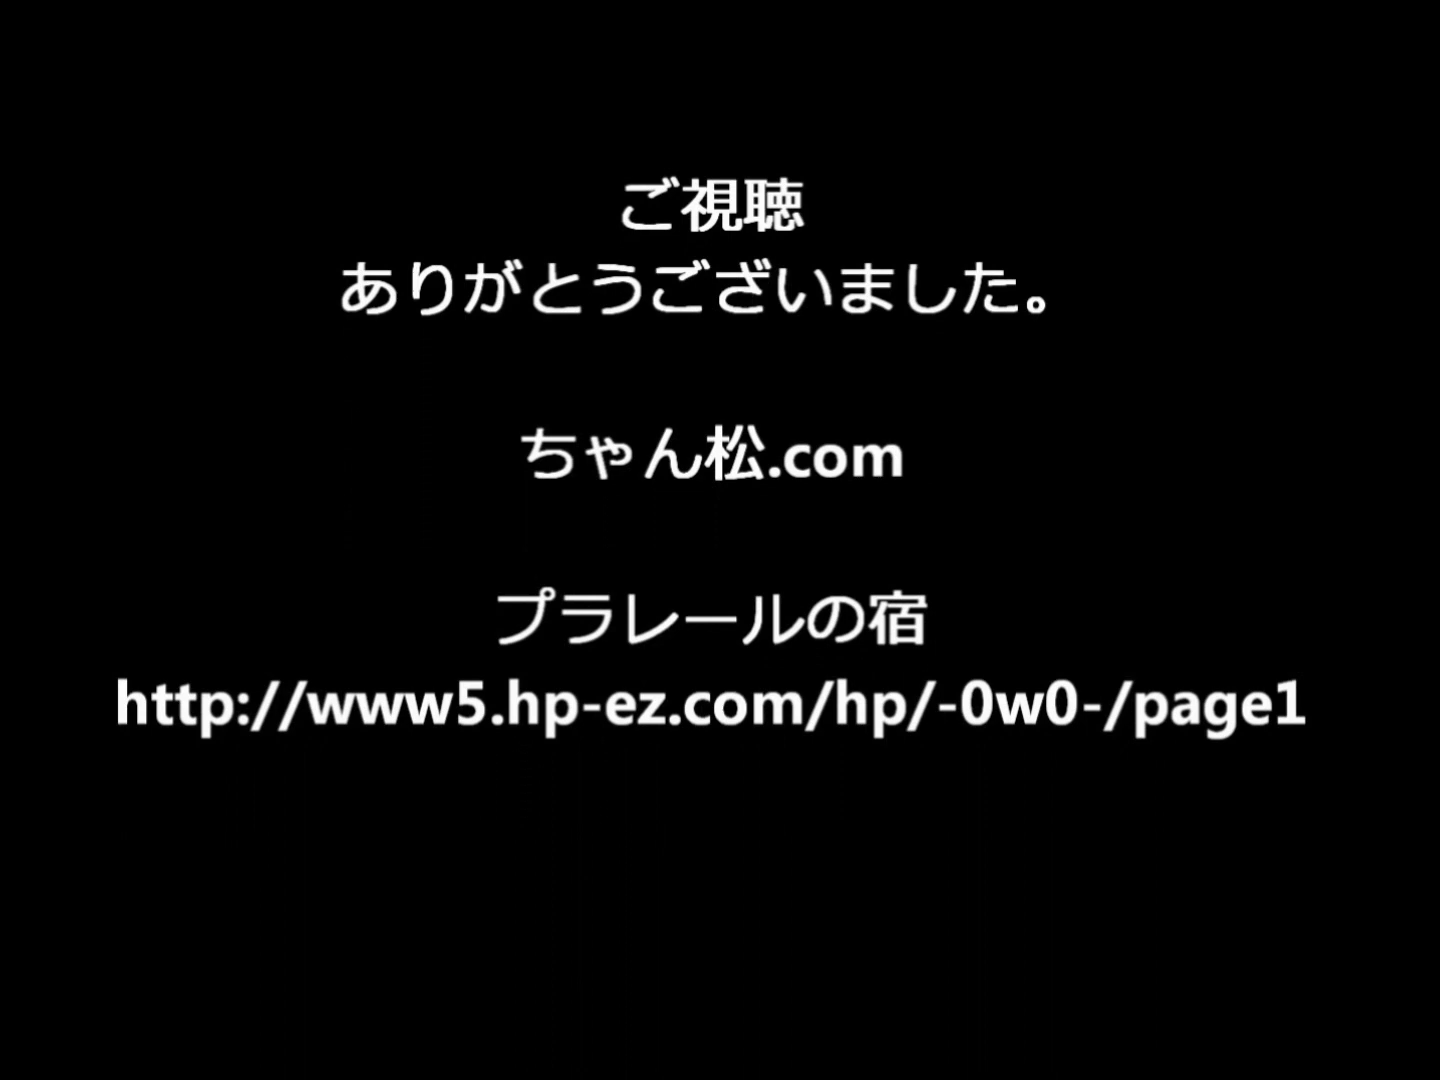 ご視聴
ありがとうございました。
ちゃん松.com
プラレールの宿
http://www5.hp-ez.com/hp/-0w0-/page1